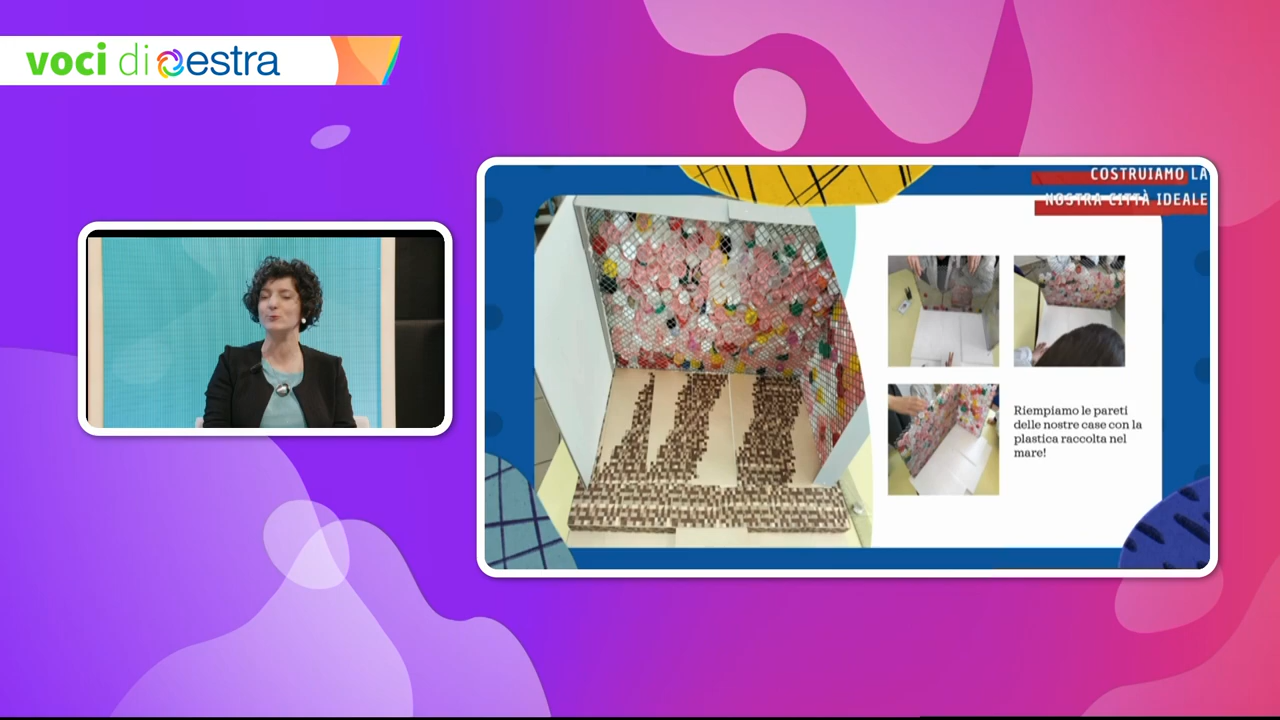 voci di estra
COSTRUIAMO LA
NOSTRA CITTÀ IDEALE
Riempiamo le pareti
delle nostre case con la
plastica raccolta nel
mare!